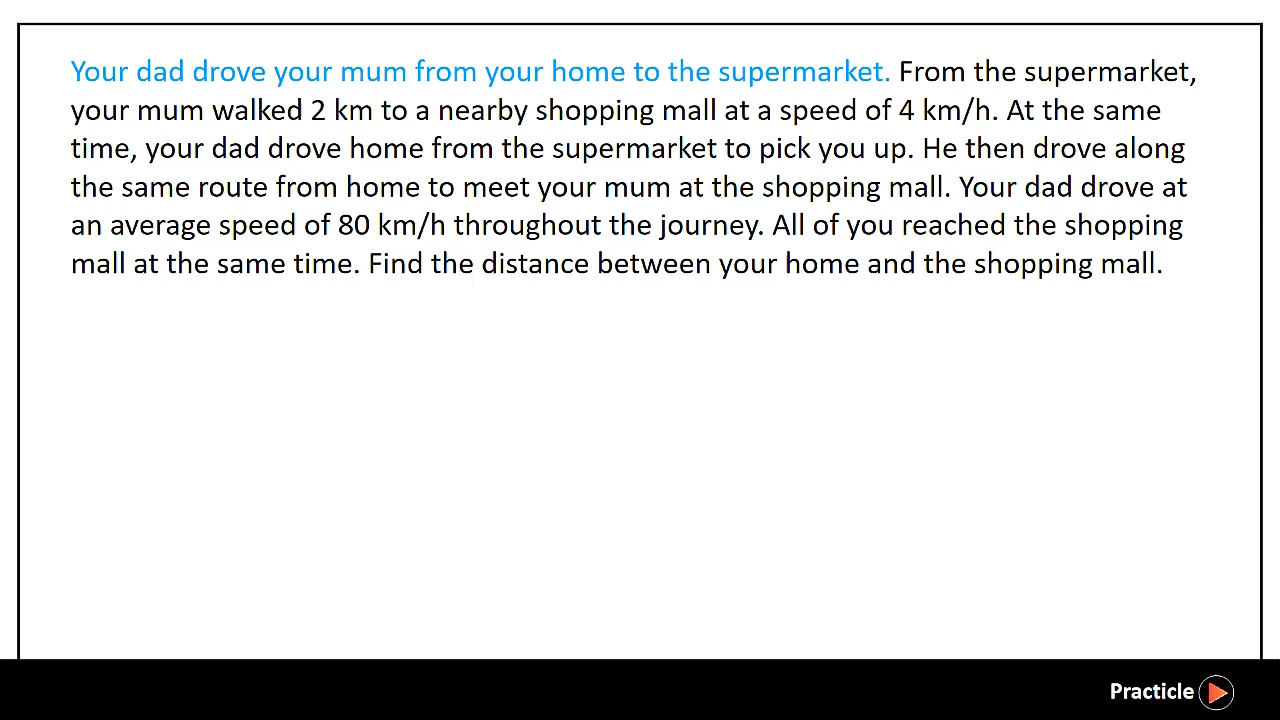 Your dad drove your mum from your home to the supermarket. From the supermarket,
your mum walked 2 km to a nearby shopping mall at a speed of 4 km/h. At the same
time, your dad drove home from the supermarket to pick you up. He then drove along
the same route from home to meet your mum at the shopping mall. Your dad drove at
an average speed of 80 km/h throughout the journey. All of you reached the shopping
mall at the same time. Find the distance between your home and the shopping mall.
Practicle